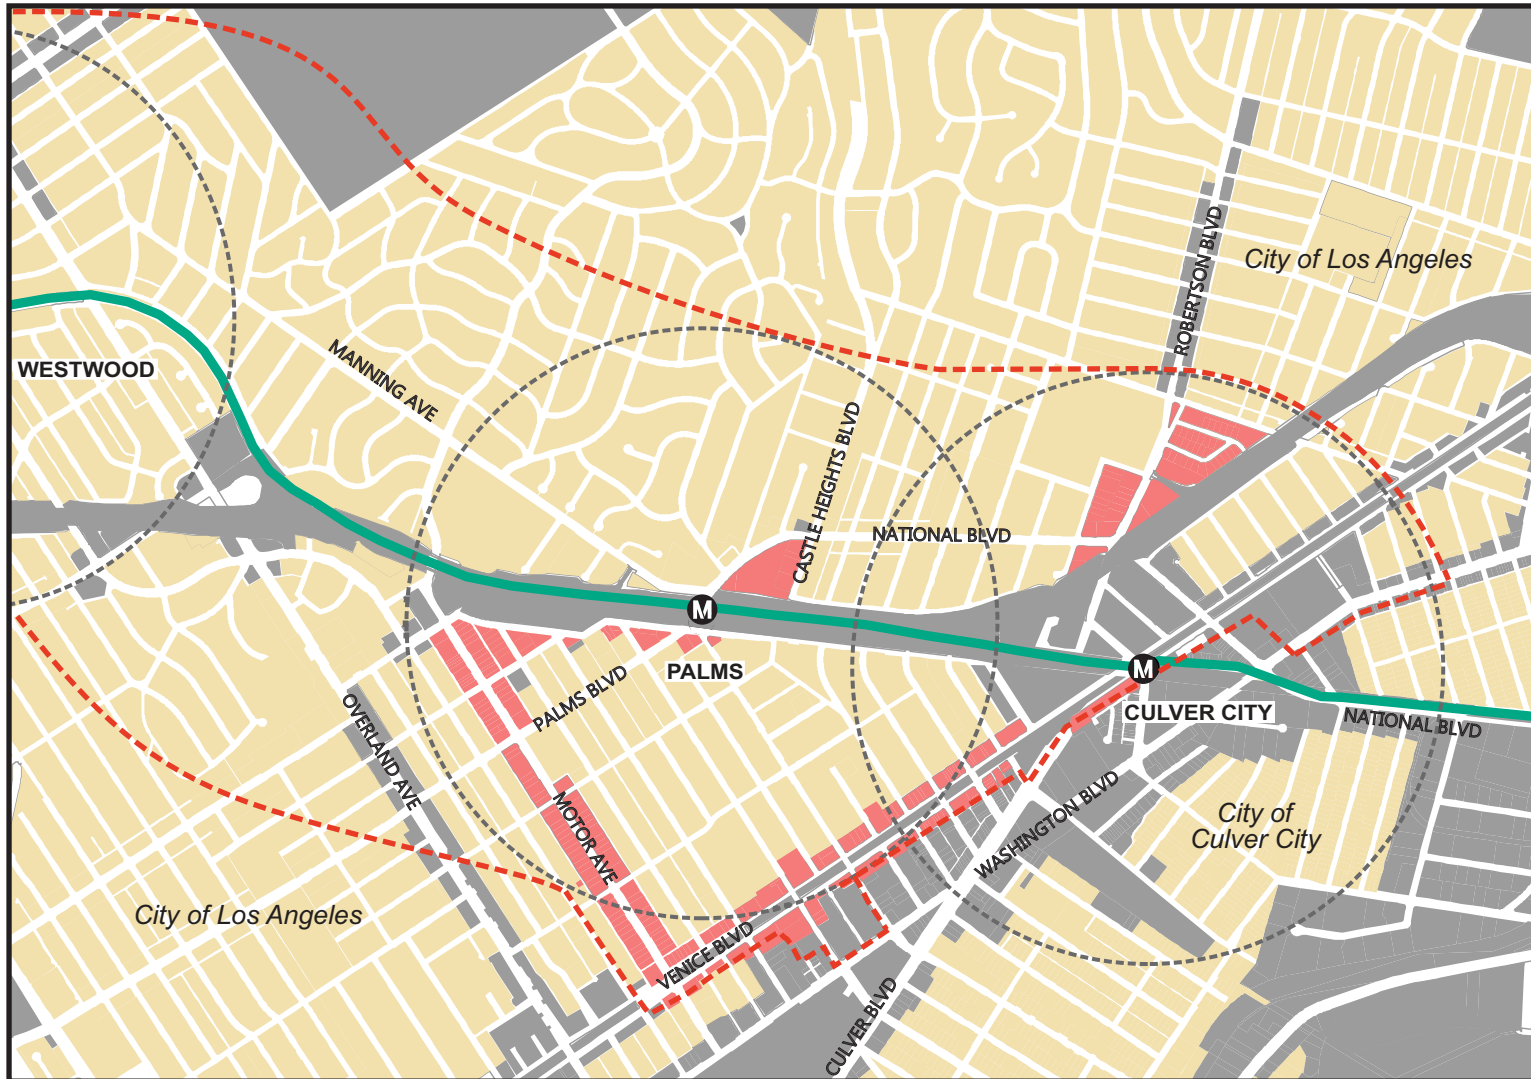 ROBERTSON BLVD
City of Los Angeles
WESTWOOD
MANNING AVE
CASTLE HEIGHTS BLVD
NATIONAL BLVD
M
PALMS
M
CULVER CITY
NATIONAL BLVD
PALMS BLVD
OVERLAND AVE
MOTOR AVE
WASHINGTON BLVD
City of
Culver City
City of Los Angeles
VENICE BLVD
CULVER BLVD